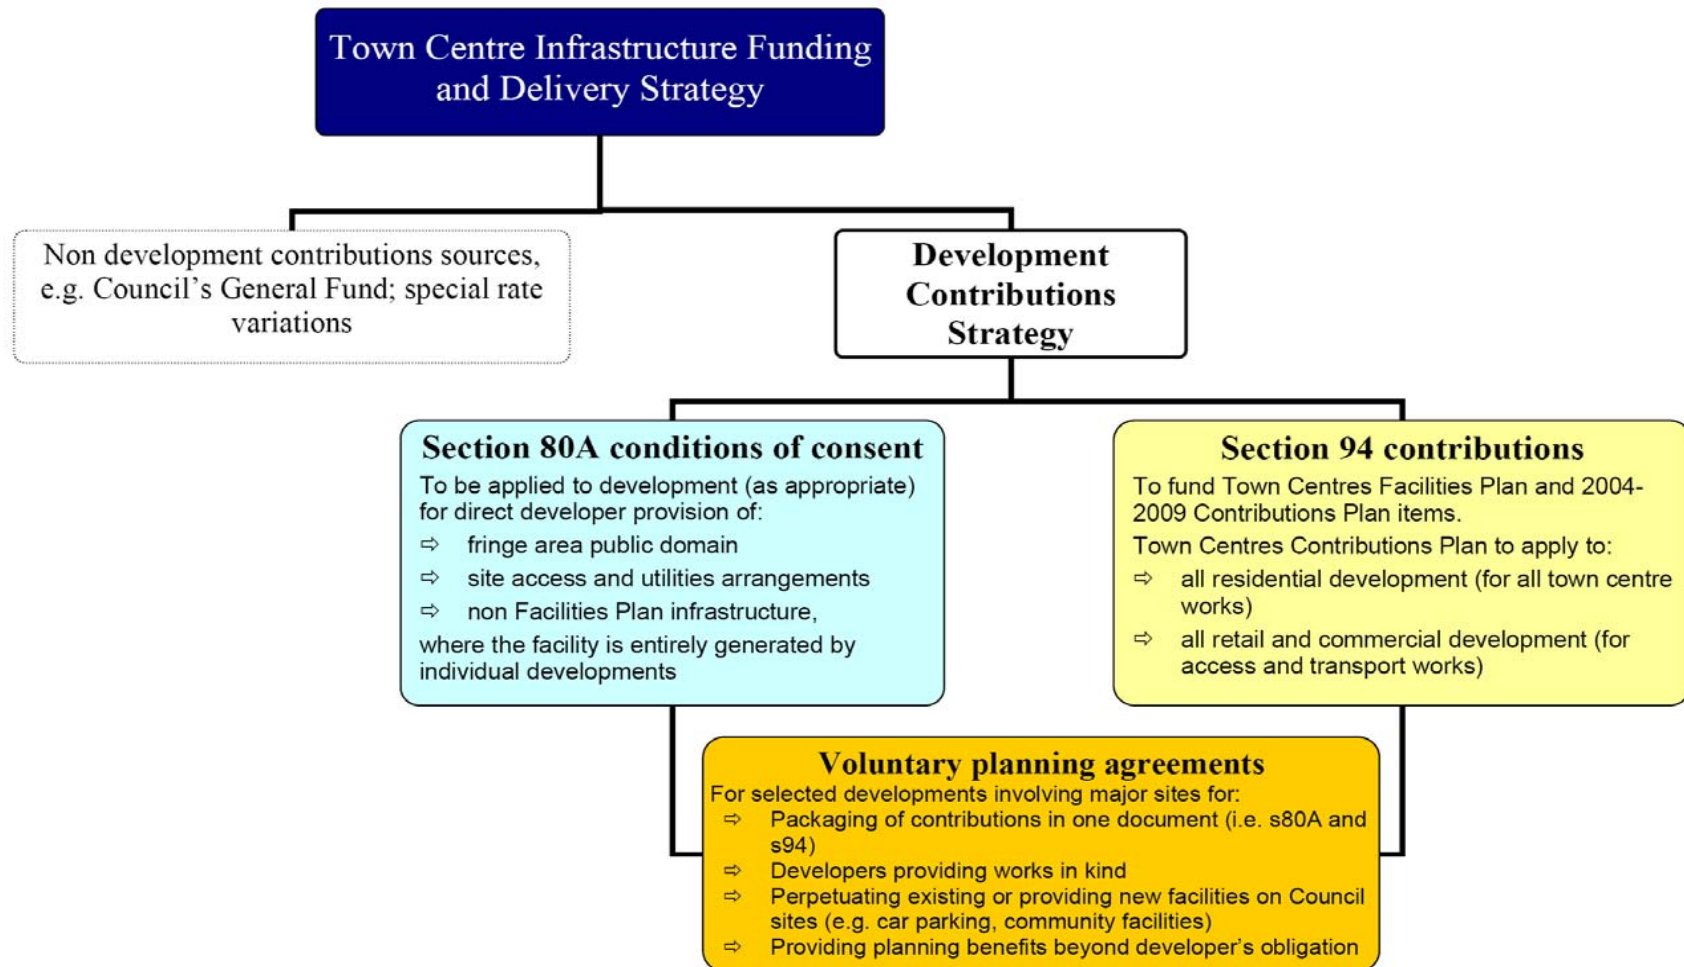 Town Centre Infrastructure Funding
and Delivery Strategy
Non development contributions sources,
e.g. Council’s General Fund; special rate
variations
Development
Contributions
Strategy
Section 80A conditions of consent
To be applied to development (as appropriate)
for direct developer provision of:
⇨ fringe area public domain
⇨ site access and utilities arrangements
⇨ non Facilities Plan infrastructure,
where the facility is entirely generated by
individual developments
Section 94 contributions
To fund Town Centres Facilities Plan and 2004-
2009 Contributions Plan items.
Town Centres Contributions Plan to apply to:
⇨ all residential development (for all town centre
works)
⇨ all retail and commercial development (for
access and transport works)
Voluntary planning agreements
For selected developments involving major sites for:
⇨ Packaging of contributions in one document (i.e. s80A and
s94)
⇨ Developers providing works in kind
⇨ Perpetuating existing or providing new facilities on Council
sites (e.g. car parking, community facilities)
⇨ Providing planning benefits beyond developer’s obligation